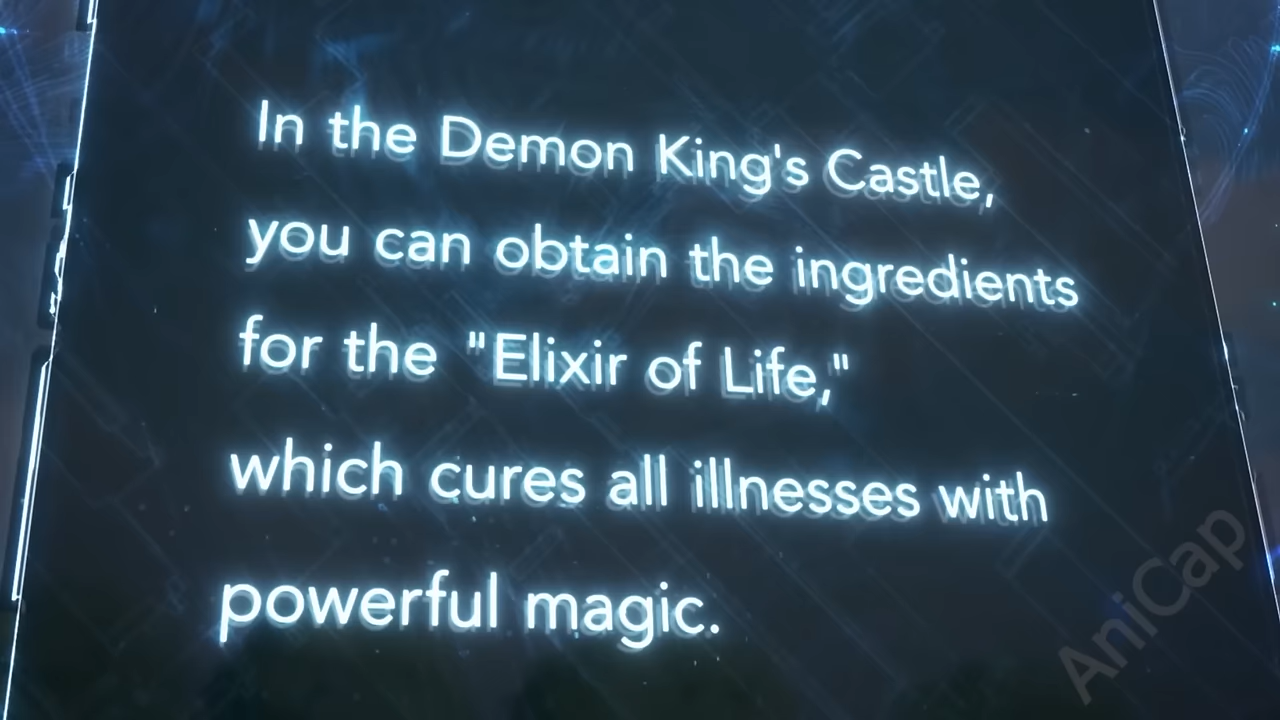 In the Demon King's Castle,
you can obtain the ingredients
for the "Elixir of Life,"
which cures all illnesses with
powerful magic.
AniCap